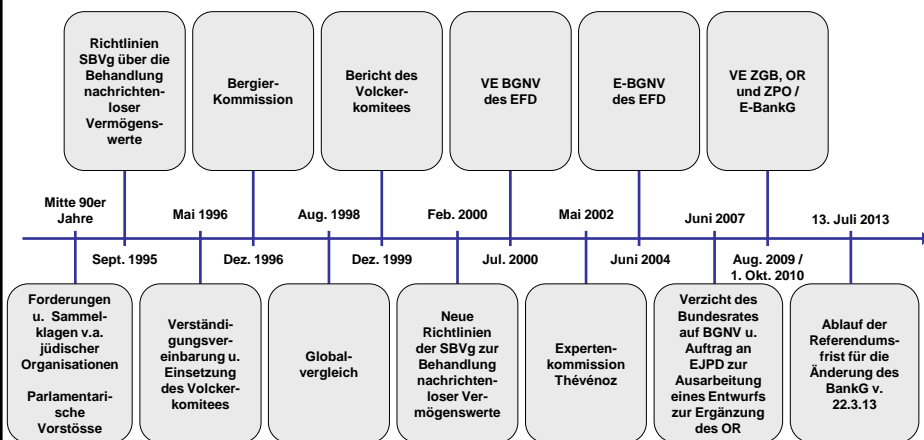 Richtlinien
SBVg über die
Behandlung
nachrichten-
loser
Vermögens-
werte
Bergier-
Kommission
Bericht des
Volcker-
komitees
VE BGNV
des EFD
E-BGNV
des EFD
VE ZGB, OR
und ZPO /
E-BankG
Mitte 90er
Jahre
Mai 1996
Aug. 1998
Feb. 2000
Mai 2002
Juni 2007
13. Juli 2013
Sept. 1995
Dez. 1996
Dez. 1999
Jul. 2000
Juni 2004
Aug. 2009 /
1. Okt. 2010
Forderungen
u. Sammel-
klagen v.a.
jüdischer
Organisationen
Parlamentari-
sche
Vorstösse
Verständi-
gungsver-
einbarung u.
Einsetzung
des Volcker-
komitees
Global-
vergleich
Neue
Richtlinien
der SBVg zur
Behandlung
nachrichten-
loser Ver-
mögenswerte
Experten-
kommission
Thévénoz
Verzicht des
Bundesrates
auf BGNV u.
Auftrag an
EJPD zur
Ausarbeitung
eines Entwurfs
zur Ergänzung
des OR
Ablauf der
Referendums-
frist für die
Änderung des
BankG v.
22.3.13